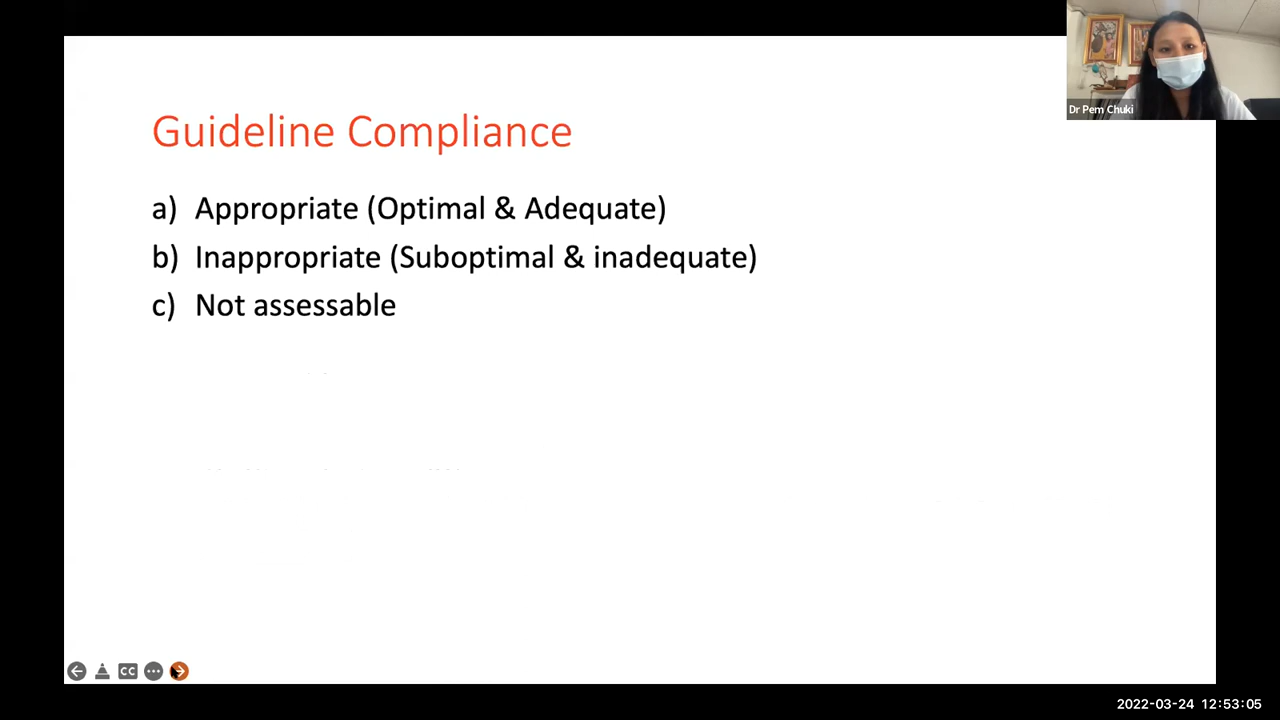 Dr Pem Chuki
Guideline Compliance
a) Appropriate (Optimal & Adequate)
b) Inappropriate (Suboptimal & inadequate)
c) Not assessable
CC
2022-03-24 12:53:05